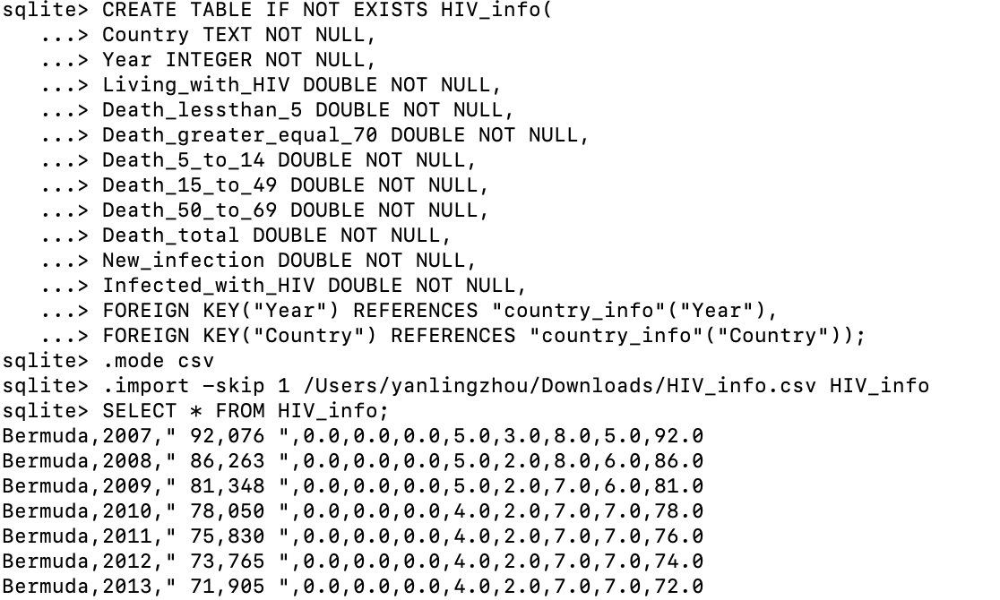 sqlite> CREATE TABLE IF NOT EXISTS HIV_info(
...> Country TEXT NOT NULL,
...> Year INTEGER NOT NULL,
...> Living_with_HIV DOUBLE NOT NULL,
...> Death_lessthan_5 DOUBLE NOT NULL,
...> Death_greater_equal_70 DOUBLE NOT NULL,
...> Death_5_to_14 DOUBLE NOT NULL,
...> Death_15_to_49 DOUBLE NOT NULL,
...> Death_50_to_69 DOUBLE NOT NULL,
...> Death_total DOUBLE NOT NULL,
...> New_infection DOUBLE NOT NULL,
...> Infected_with_HIV DOUBLE NOT NULL,
...> FOREIGN KEY("Year") REFERENCES "country_info"("Year"),
...> FOREIGN KEY("Country") REFERENCES "country_info"("Country"));
sqlite> .mode csv
sqlite> .import -skip 1 /Users/yanlingzhou/Downloads/HIV_info.csv HIV_info
sqlite> SELECT * FROM HIV_info;
Bermuda,2007," 92,076 ",0.0,0.0,0.0,5.0,3.0,8.0,5.0,92.0
Bermuda,2008," 86,263 ",0.0,0.0,0.0,5.0,2.0,8.0,6.0,86.0
Bermuda,2009," 81,348 ",0.0,0.0,0.0,5.0,2.0,7.0,6.0,81.0
Bermuda,2010," 78,050 ",0.0,0.0,0.0,4.0,2.0,7.0,7.0,78.0
Bermuda,2011," 75,830 ",0.0,0.0,0.0,4.0,2.0,7.0,7.0,76.0
Bermuda,2012," 73,765 ",0.0,0.0,0.0,4.0,2.0,7.0,7.0,74.0
Bermuda,2013," 71,905 ",0.0,0.0,0.0,4.0,2.0,7.0,7.0,72.0